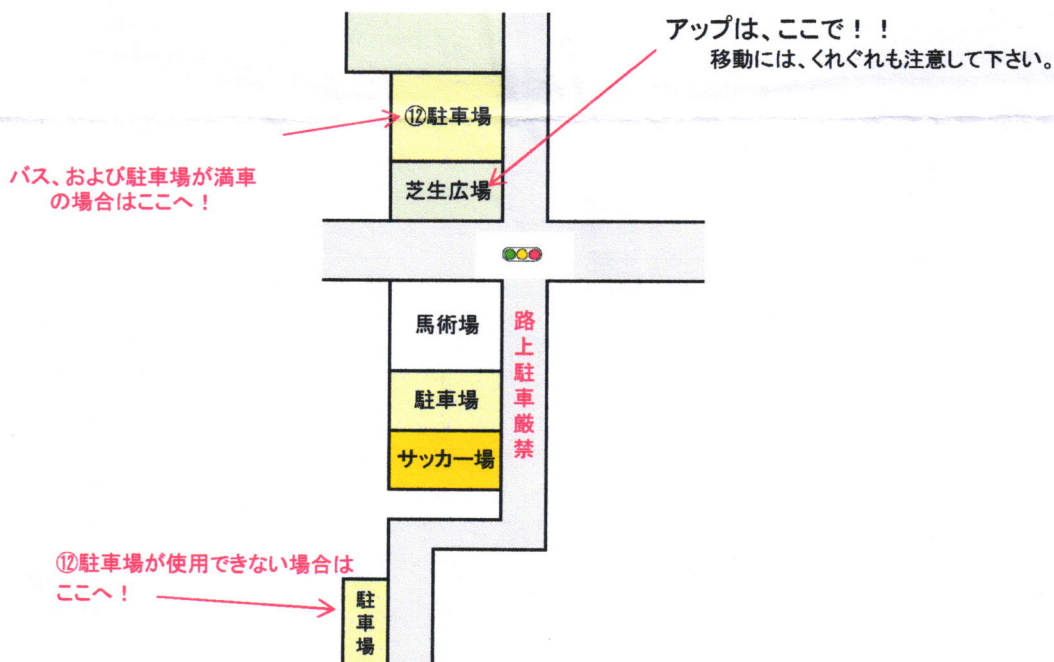 アップは、ここで！！
移動には、くれぐれも注意して下さい。
⑫駐車場
バス、および駐車場が満車
の場合はここへ！
芝生広場
馬術場
路上駐車厳禁
駐車場
サッカー場
⑫駐車場が使用できない場合は
ここへ！
駐車場